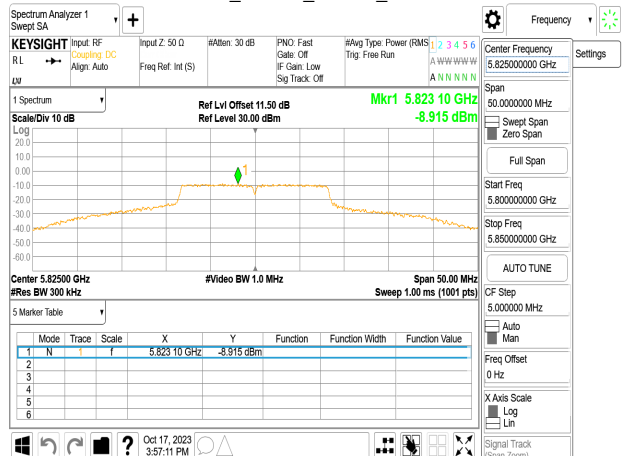 Spectrum Analyzer 1
Swept SA
+
Frequency
KEYSIGHT
RL
Input: RF
Coupling: DC
Align: Auto
Input Z: 50 Ω
Freq Ref: Int (S)
#Atten: 30 dB
PNO: Fast
Gate: Off
IF Gain: Low
Sig Track: Off
#Avg Type: Power (RMS
Trig: Free Run
1 2 3 4 5 6
A W W W W W
A N N N N N
Center Frequency
5.825000000 GHz
Settings
Span
50.0000000 MHz
Swept Span
Zero Span
Full Span
Start Freq
5.800000000 GHz
Stop Freq
5.850000000 GHz
AUTO TUNE
CF Step
5.000000 MHz
Auto
Man
Freq Offset
0 Hz
X Axis Scale
Log
Lin
Signal Track
(Span Zoom)
1 Spectrum
Scale/Div 10 dB
Ref Lvl Offset 11.50 dB
Ref Level 30.00 dBm
Mkr1 5.823 10 GHz
-8.915 dBm
Log
20.0
10.0
0.00
-10.0
-20.0
-30.0
-40.0
-50.0
-60.0
1
Center 5.82500 GHz
#Res BW 300 kHz
#Video BW 1.0 MHz
Span 50.00 MHz
Sweep 1.00 ms (1001 pts)
5 Marker Table
Mode Trace Scale X Y Function Function Width Function Value
1 N 1 f 5.823 10 GHz -8.915 dBm
2
3
4
5
6
?
Oct 17, 2023
3:57:11 PM